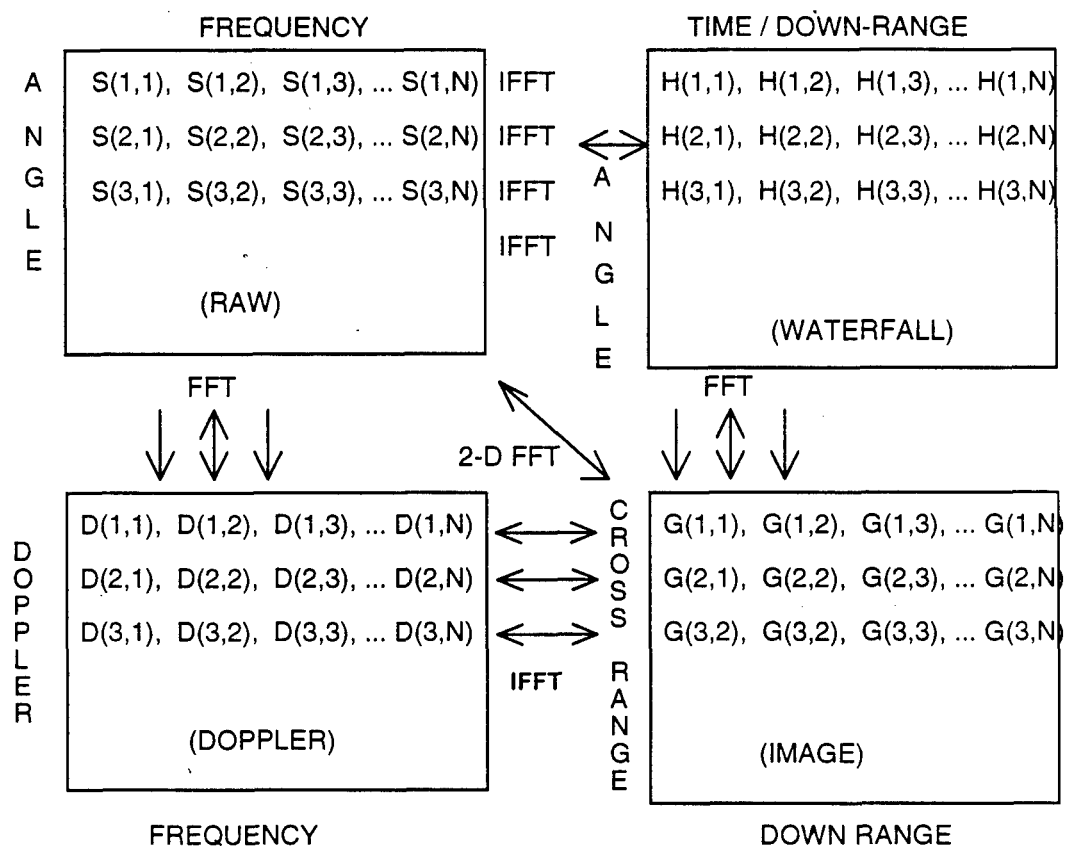 FREQUENCY
TIME / DOWN-RANGE
ANGLE
S(1,1), S(1,2), S(1,3), ... S(1,N)
S(2,1), S(2,2), S(2,3), ... S(2,N)
S(3,1), S(3,2), S(3,3), ... S(3,N)
(RAW)
IFFT
IFFT
IFFT
IFFT
ANGLE
H(1,1), H(1,2), H(1,3), ... H(1,N)
H(2,1), H(2,2), H(2,3), ... H(2,N)
H(3,1), H(3,2), H(3,3), ... H(3,N)
(WATERFALL)
FFT
2-D FFT
FFT
DOPPLER
D(1,1), D(1,2), D(1,3), ... D(1,N)
D(2,1), D(2,2), D(2,3), ... D(2,N)
D(3,1), D(3,2), D(3,3), ... D(3,N)
(DOPPLER)
IFFT
CROSS RANGE
G(1,1), G(1,2), G(1,3), ... G(1,N)
G(2,1), G(2,2), G(2,3), ... G(2,N)
G(3,2), G(3,2), G(3,3), ... G(3,N)
(IMAGE)
FREQUENCY
DOWN RANGE